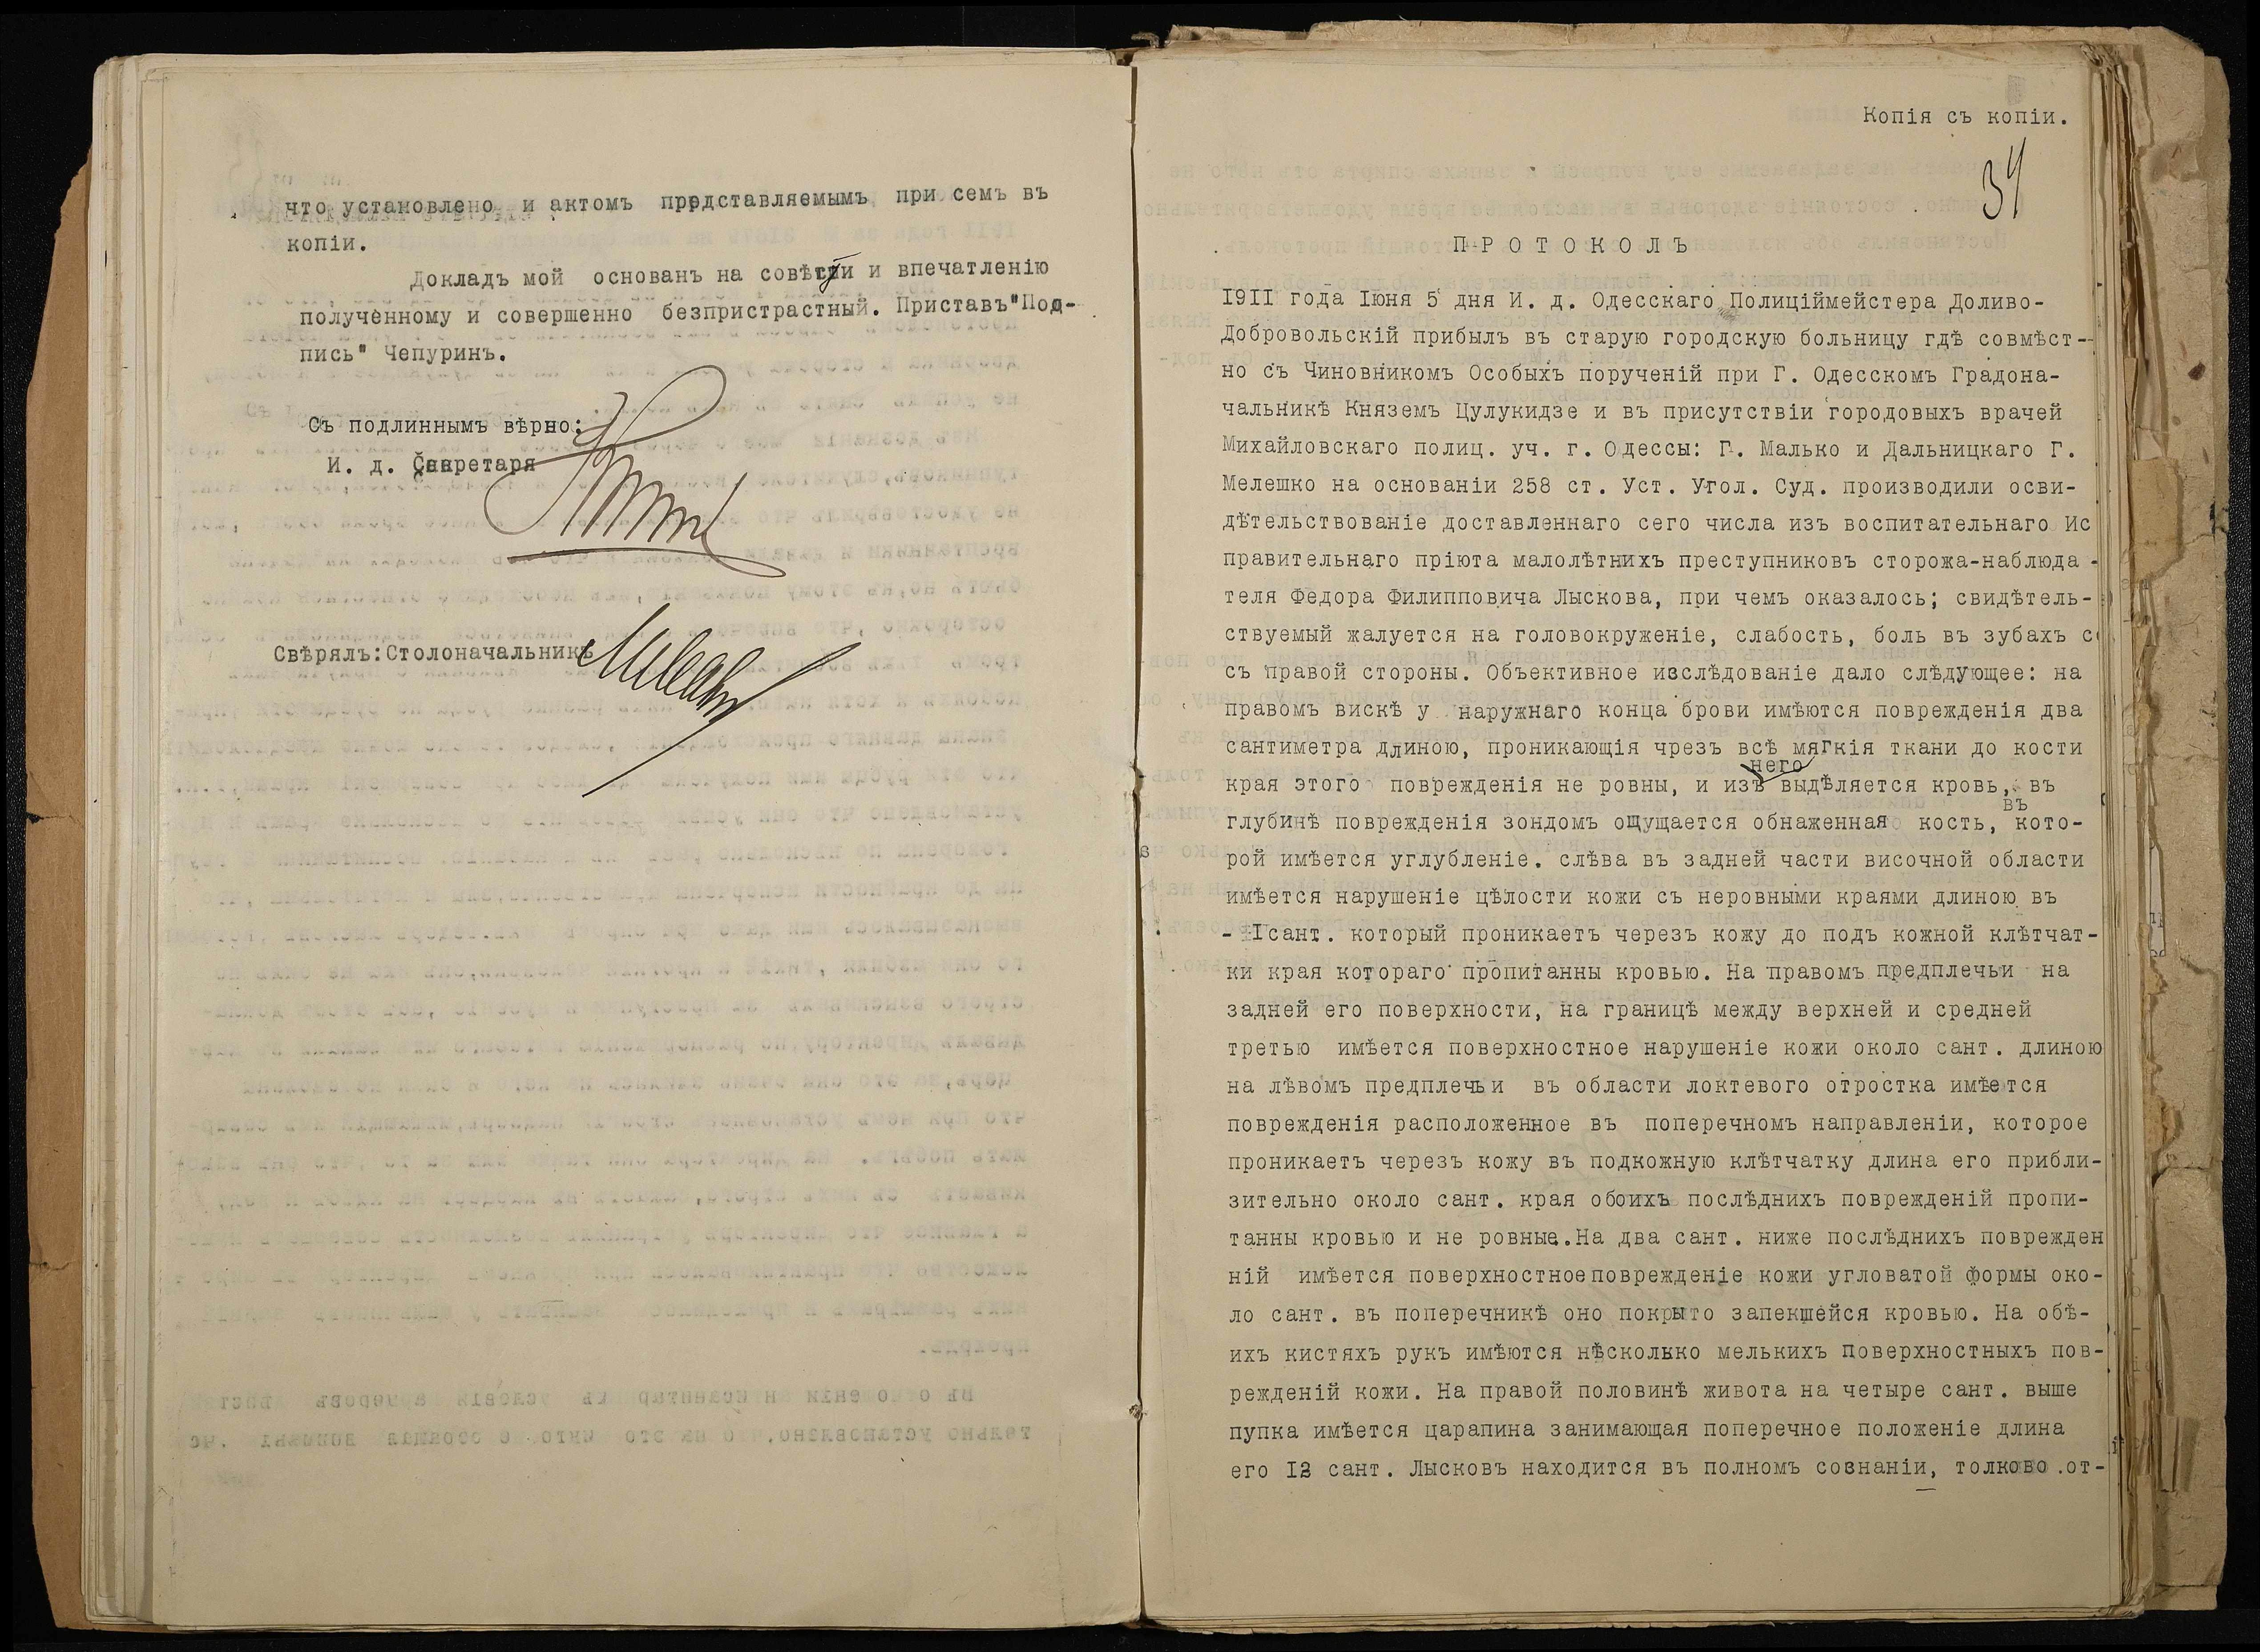 что установлено и актомъ представляемымъ при семъ въ
копіи.
Докладъ мой основанъ на совѣсти и впечатленію
полученному и совершенно безпристрастный. Приставъ "Под-
пись" Чепуринъ.
Съ подлиннымъ вѣрно:
И. д. Секретаря
Свѣрялъ: Столоначальникъ
Копія съ копіи.
34
ПРОТОКОЛЪ
1911 года Іюня 5 дня И. д. Одесскаго Полиціймейстера Доливо-
Добровольскій прибылъ въ старую городскую больницу гдѣ совмѣст-
но съ Чиновникомъ Особыхъ порученій при Г. Одесскомъ Градона-
чальникѣ Княземъ Цулукидзе и въ присутствіи городовыхъ врачей
Михайловскаго полиц. уч. г. Одессы: Г. Малько и Дальницкаго Г.
Мелешко на основаніи 258 ст. Уст. Угол. Суд. производили осви-
дѣтельствованіе доставленнаго сего числа изъ воспитательнаго Ис
правительнаго пріюта малолѣтнихъ преступниковъ сторожа-наблюда-
теля Федора Филипповича Лыскова, при чемъ оказалось; свидѣтель-
ствуемый жалуется на головокруженіе, слабость, боль въ зубахъ с
съ правой стороны. Объективное изслѣдованіе дало слѣдующее: на
правомъ вискѣ у наружнаго конца брови имѣются поврежденія два
сантиметра длиною, проникающія чрезъ всѣ мягкія ткани до кости
края этого поврежденія не ровны, и изъ него выдѣляется кровь, въ
глубинѣ поврежденія зондомъ ощущается обнаженная кость, въ кото-
рой имѣется углубленіе. слѣва въ задней части височной области
имѣется нарушеніе цѣлости кожи съ неровными краями длиною въ
- I сант. который проникаетъ черезъ кожу до подъ кожной клѣтчат-
ки края котораго пропитанны кровью. На правомъ предплечьи на
задней его поверхности, на границѣ между верхней и средней
третью имѣется поверхностное нарушеніе кожи около сант. длиною
на лѣвомъ предплечьи въ области локтевого отростка имѣется
поврежденія расположенное въ поперечномъ направленіи, которое
проникаетъ черезъ кожу въ подкожную клѣтчатку длина его прибли-
зительно около сант. края обоихъ послѣднихъ поврежденій пропи-
танны кровью и не ровные. На два сант. ниже послѣднихъ поврежден
ній имѣется поверхностное поврежденіе кожи угловатой формы око-
ло сант. въ поперечникѣ оно покрыто запекшейся кровью. На обѣ-
ихъ кистяхъ рукъ имѣются нѣсколько мелькихъ поверхностныхъ пов-
режденій кожи. На правой половинѣ живота на четыре сант. выше
пупка имѣется царапина занимающая поперечное положеніе длина
его I2 сант. Лысковъ находится въ полномъ сознаніи, толково от-